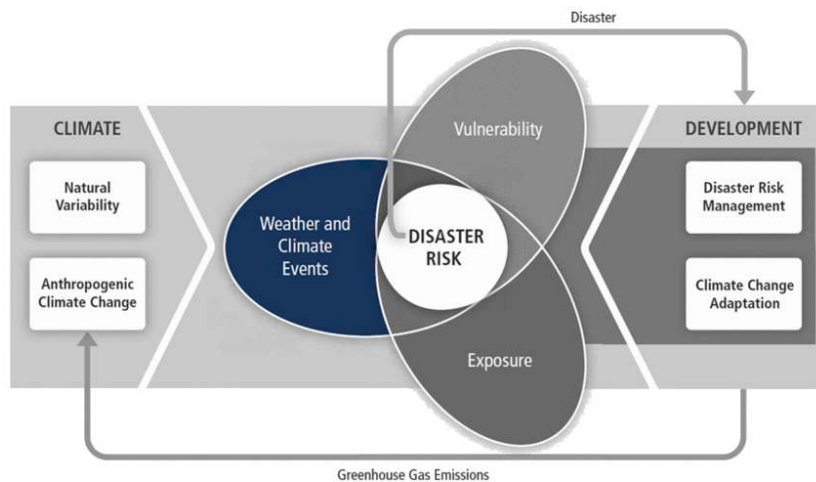 Disaster
CLIMATE
Natural
Variability
Anthropogenic
Climate Change
Weather and
Climate
Events
Vulnerability
DISASTER
RISK
Exposure
DEVELOPMENT
Disaster Risk
Management
Climate Change
Adaptation
Greenhouse Gas Emissions